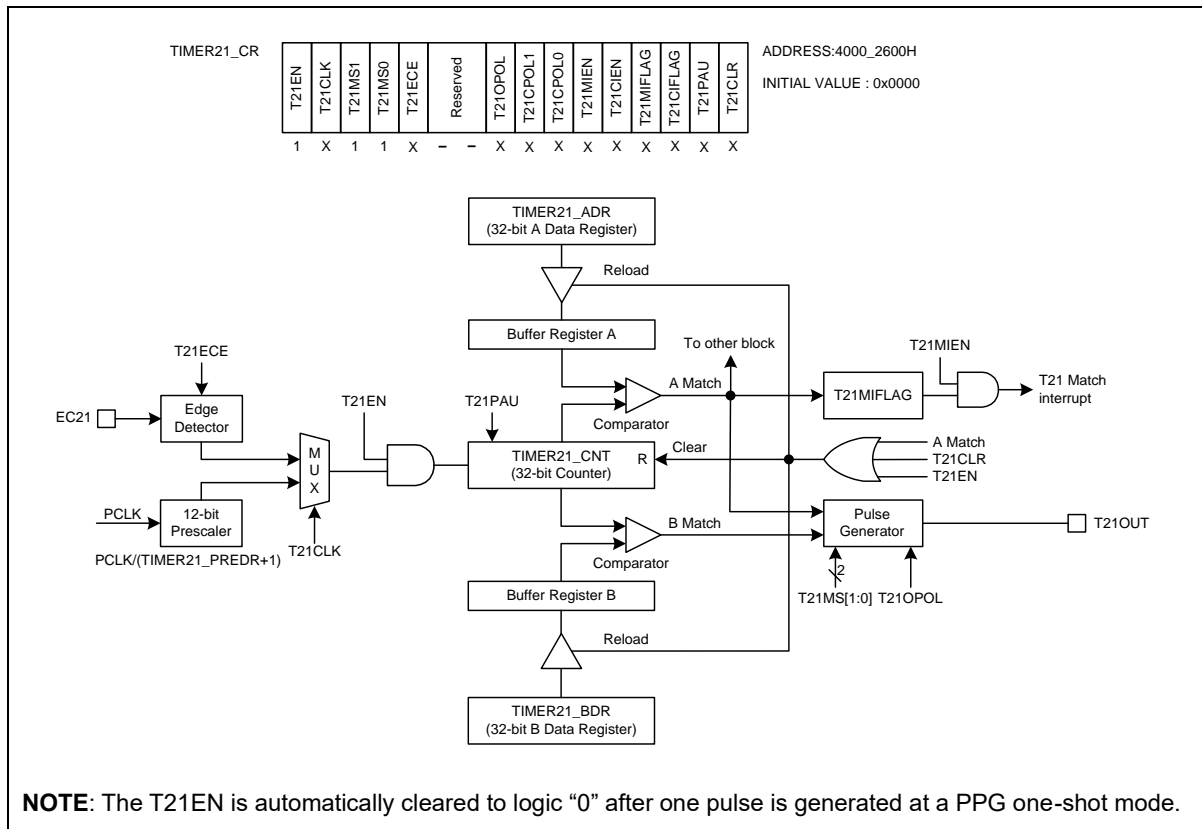 TIMER21_CR
T21EN
T21CLK
T21MS1
T21MS0
T21ECE
Reserved
T21OPOL
T21CPOL1
T21CPOL0
T21MIEN
T21CIEN
T21MIFLAG
T21CIFLAG
T21PAU
T21CLR
ADDRESS:4000_2600H
INITIAL VALUE : 0x0000
1 X 1 1 X – – X X X X X X X X X
TIMER21_ADR
(32-bit A Data Register)
Reload
Buffer Register A
To other block
T21MIEN
T21ECE
A Match
T21MIFLAG
T21 Match
interrupt
EC21
Edge
Detector
T21EN
T21PAU
Comparator
Clear
A Match
T21CLR
T21EN
MUX
TIMER21_CNT
(32-bit Counter)
R
PCLK
12-bit
Prescaler
T21CLK
PCLK/(TIMER21_PREDR+1)
B Match
Pulse
Generator
T21OUT
Comparator
2
T21MS[1:0]
T21OPOL
Buffer Register B
Reload
TIMER21_BDR
(32-bit B Data Register)
NOTE: The T21EN is automatically cleared to logic “0” after one pulse is generated at a PPG one-shot mode.